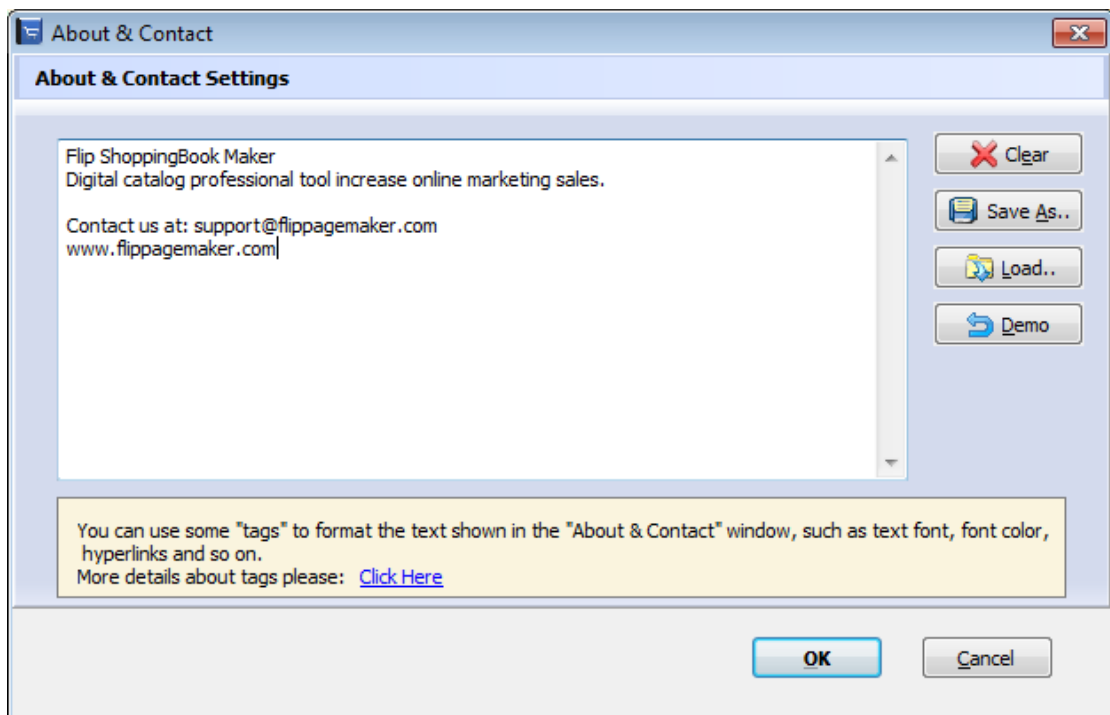 About & Contact
About & Contact Settings
Flip ShoppingBook Maker
Digital catalog professional tool increase online marketing sales.
Contact us at: support@flippagemaker.com
www.flippagemaker.com
Clear
Save As..
Load..
Demo
You can use some "tags" to format the text shown in the "About & Contact" window, such as text font, font color,
hyperlinks and so on.
More details about tags please: Click Here
OK
Cancel